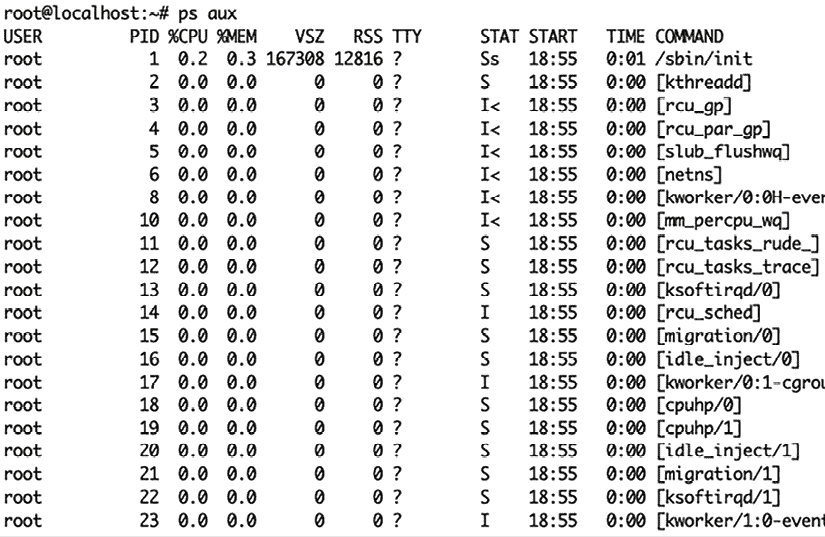 root@localhost:~# ps aux
USER PID %CPU %MEM VSZ RSS TTY STAT START TIME COMMAND
root 1 0.2 0.3 167308 12816 ? Ss 18:55 0:01 /sbin/init
root 2 0.0 0.0 0 0 ? S 18:55 0:00 [kthreadd]
root 3 0.0 0.0 0 0 ? I< 18:55 0:00 [rcu_gp]
root 4 0.0 0.0 0 0 ? I< 18:55 0:00 [rcu_par_gp]
root 5 0.0 0.0 0 0 ? I< 18:55 0:00 [slub_flushwq]
root 6 0.0 0.0 0 0 ? I< 18:55 0:00 [netns]
root 8 0.0 0.0 0 0 ? I< 18:55 0:00 [kworker/0:0H-ever
root 10 0.0 0.0 0 0 ? I< 18:55 0:00 [mm_percpu_wq]
root 11 0.0 0.0 0 0 ? S 18:55 0:00 [rcu_tasks_rude_]
root 12 0.0 0.0 0 0 ? S 18:55 0:00 [rcu_tasks_trace]
root 13 0.0 0.0 0 0 ? S 18:55 0:00 [ksoftirqd/0]
root 14 0.0 0.0 0 0 ? I 18:55 0:00 [rcu_sched]
root 15 0.0 0.0 0 0 ? S 18:55 0:00 [migration/0]
root 16 0.0 0.0 0 0 ? S 18:55 0:00 [idle_inject/0]
root 17 0.0 0.0 0 0 ? I 18:55 0:00 [kworker/0:1-cgrou
root 18 0.0 0.0 0 0 ? S 18:55 0:00 [cpuhp/0]
root 19 0.0 0.0 0 0 ? S 18:55 0:00 [cpuhp/1]
root 20 0.0 0.0 0 0 ? S 18:55 0:00 [idle_inject/1]
root 21 0.0 0.0 0 0 ? S 18:55 0:00 [migration/1]
root 22 0.0 0.0 0 0 ? S 18:55 0:00 [ksoftirqd/1]
root 23 0.0 0.0 0 0 ? I 18:55 0:00 [kworker/1:0-event